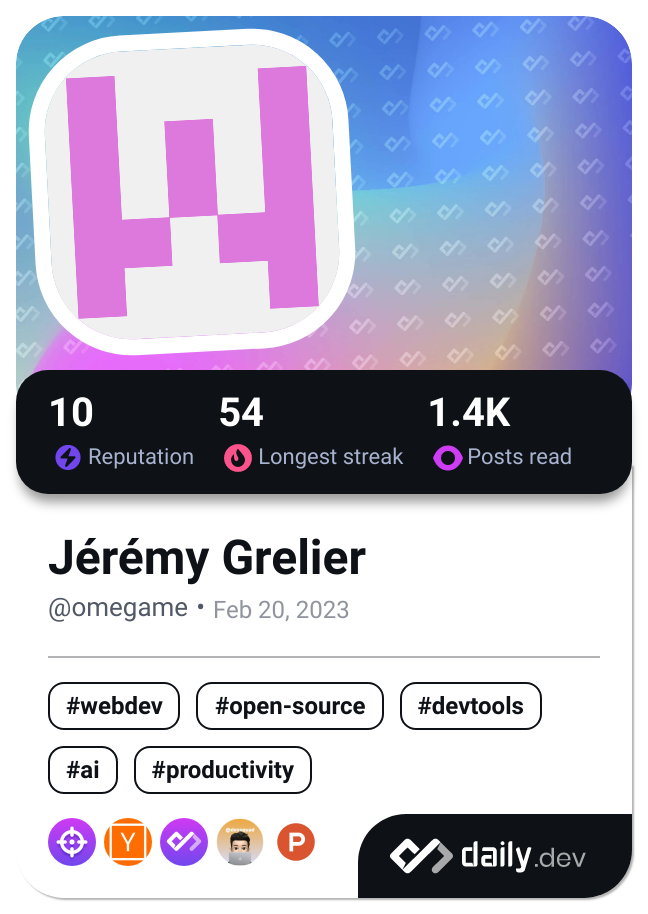 10 54 1.4K
Reputation Longest streak Posts read
Jérémy Grelier
@omegame • Feb 20, 2023
#webdev #open-source #devtools
#ai #productivity
Y P
daily.dev